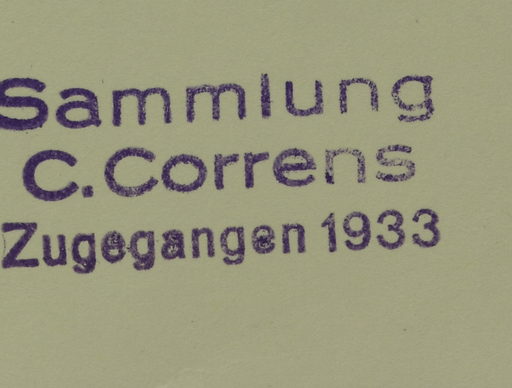 Sammlung
C. Correns
Zugegangen 1933